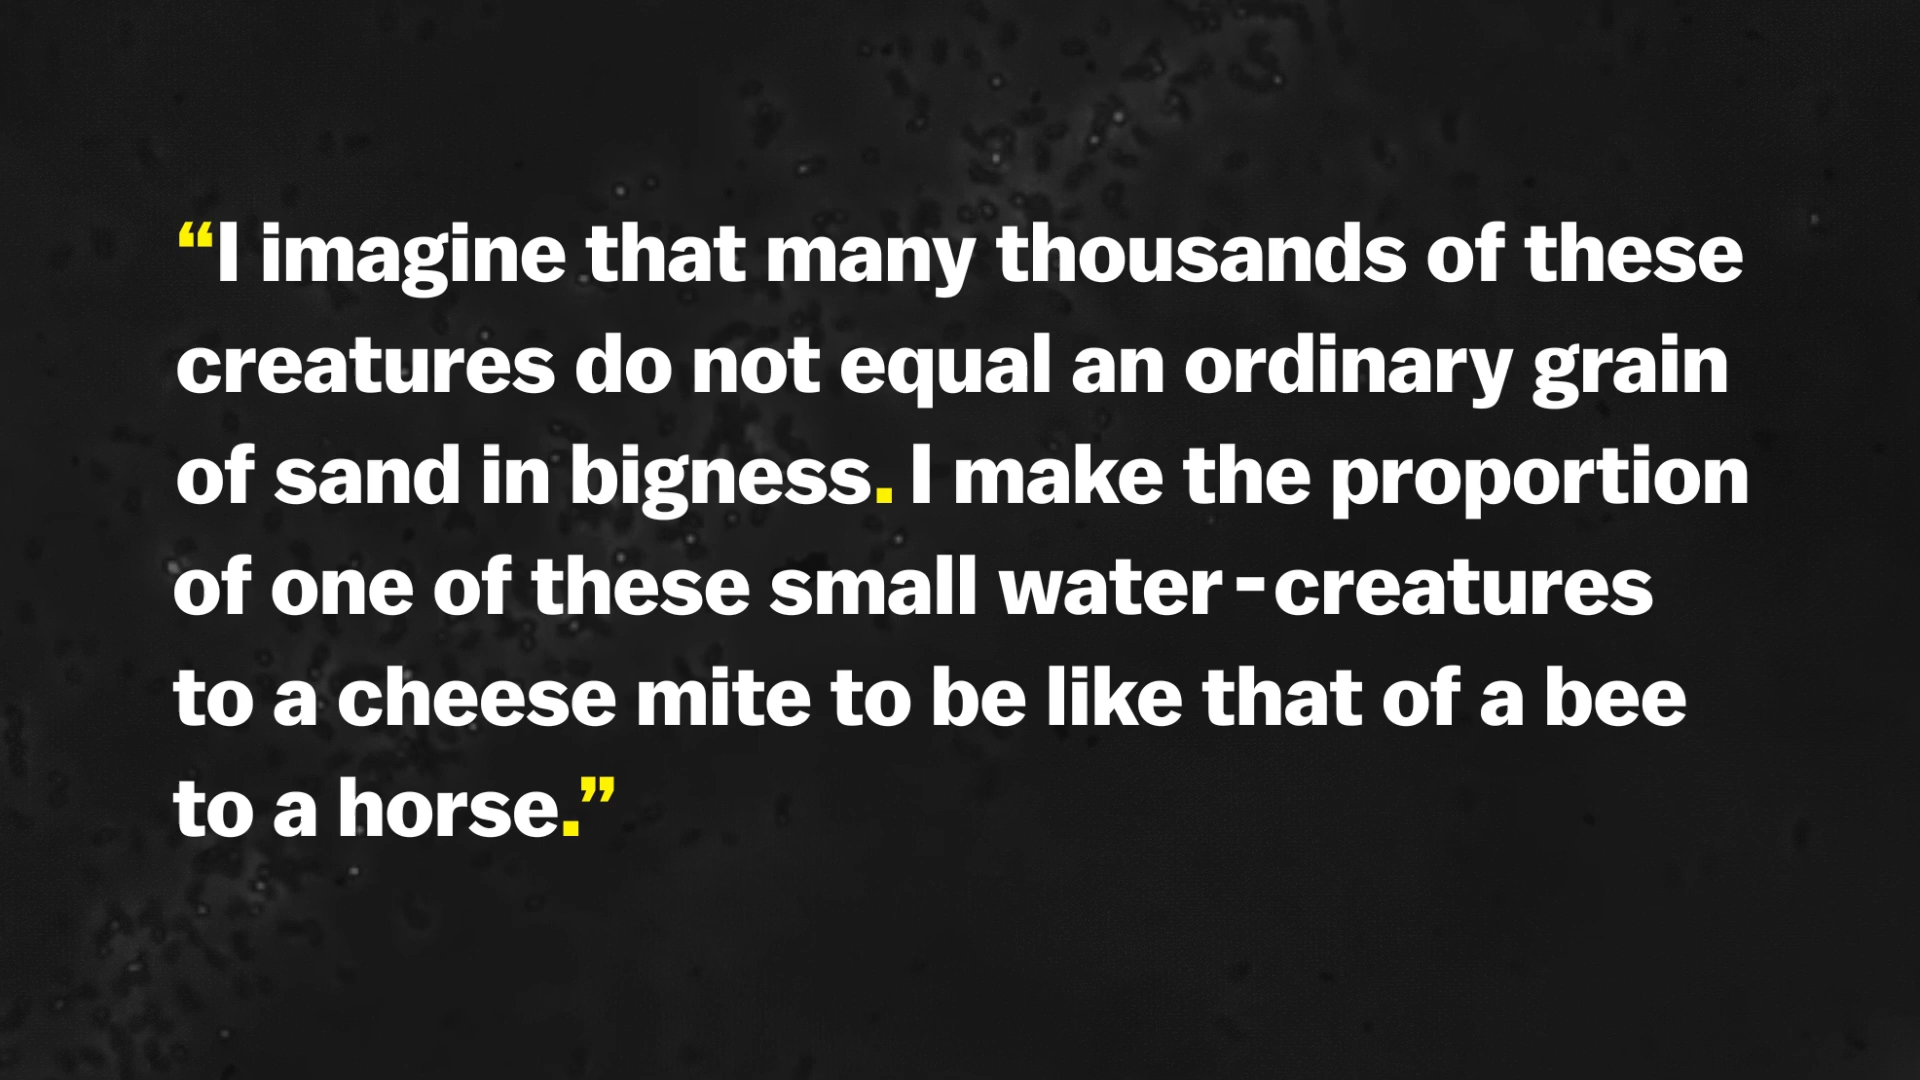 “I imagine that many thousands of these
creatures do not equal an ordinary grain
of sand in bigness. I make the proportion
of one of these small water-creatures
to a cheese mite to be like that of a bee
to a horse.”